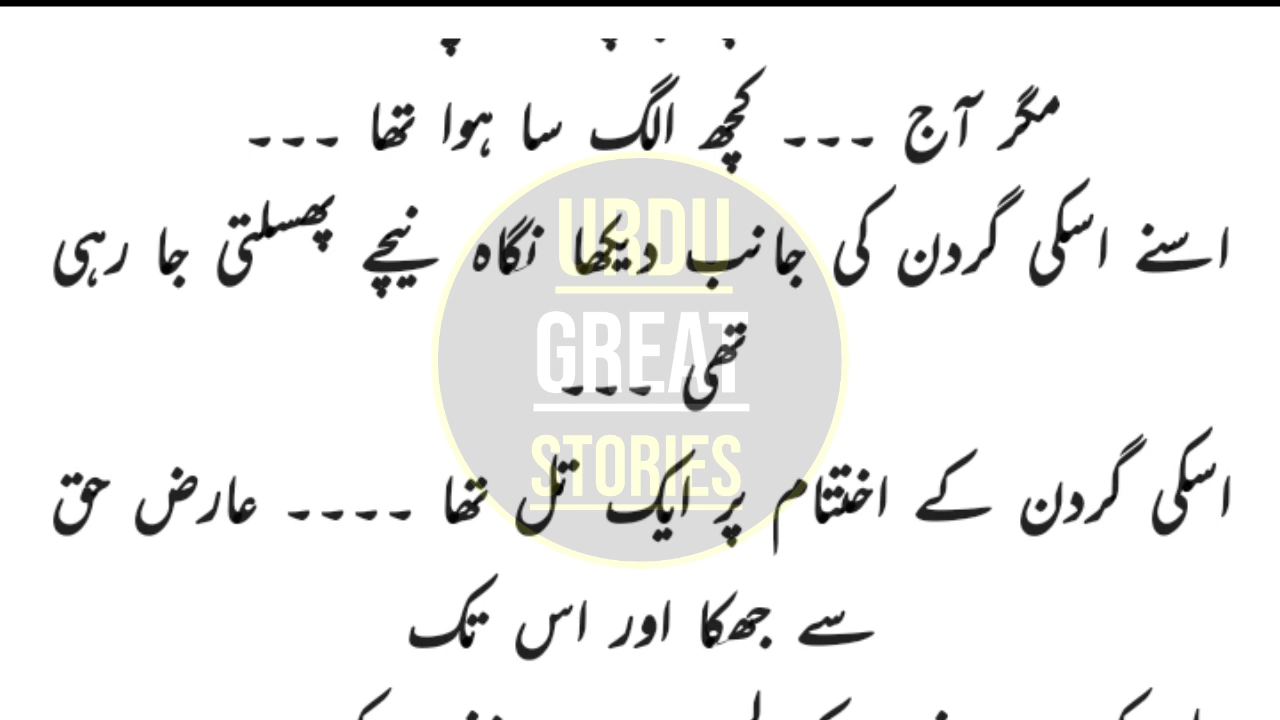 مگر آج ۔۔۔ کچھ الگ سا ہوا تھا ۔۔۔
اسنے اسکی گردن کی جانب دیکھا نگاہ نیچے پھسلتی جا رہی
تھی ۔۔۔
اسکی گردن کے اختتام پر ایک تل تھا ۔۔۔۔ عارض حق
سے جھکا اور اس تک
URDU
GREAT
STORIES